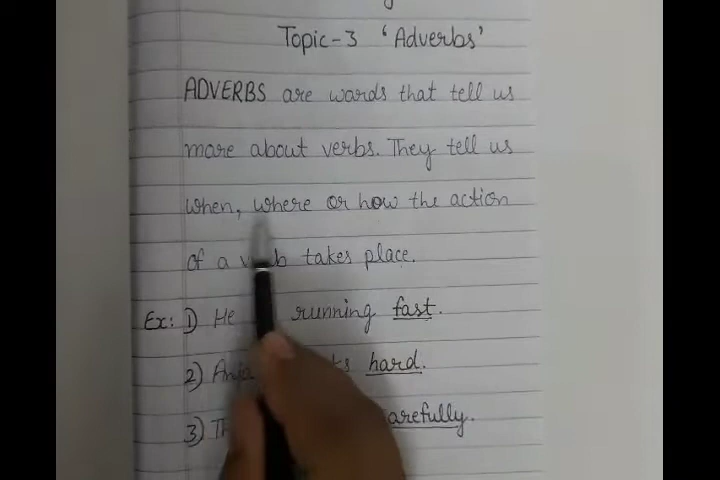 Topic-3 'Adverbs'
ADVERBS are words that tell us
more about verbs. They tell us
when, where or how the action
of a takes place.
Ex: 1) He running fast.
2) hard.
3)